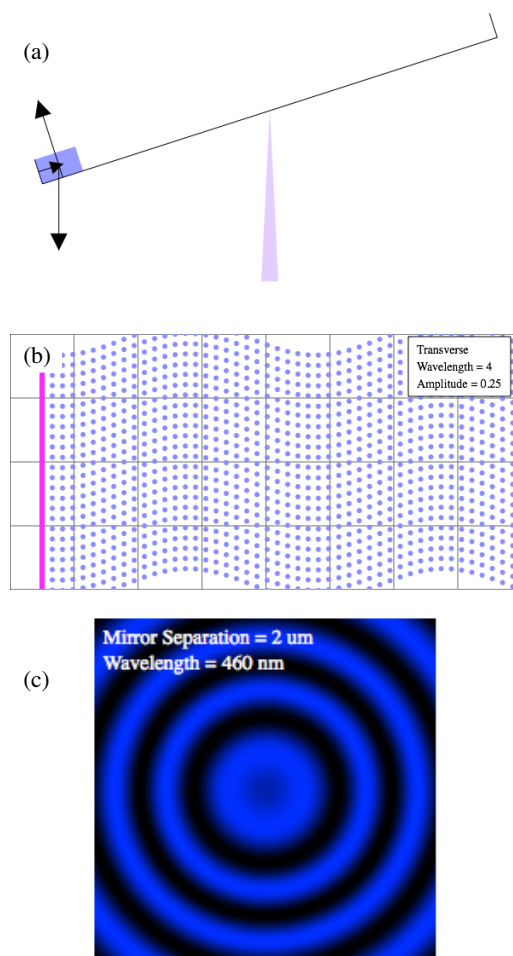 (a)
(b)
Transverse
Wavelength = 4
Amplitude = 0.25
Mirror Separation = 2 um
Wavelength = 460 nm
(c)